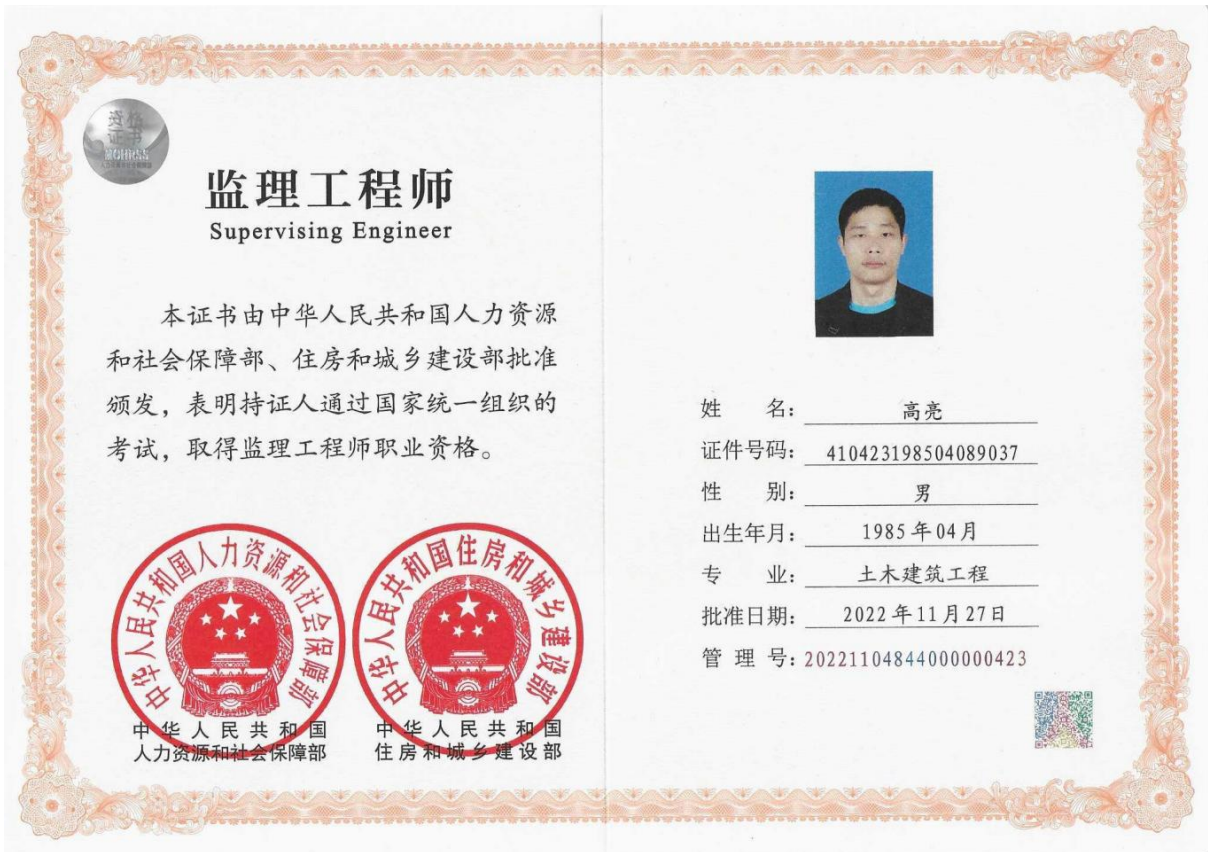 资格
证书
MOHRSS
监理工程师
Supervising Engineer
本证书由中华人民共和国人力资源
和社会保障部、住房和城乡建设部批准
颁发，表明持证人通过国家统一组织的
考试，取得监理工程师职业资格。
中华人民共和国人力资源和社会保障部
中华人民共和国住房和城乡建设部
中华人民共和国
人力资源和社会保障部
中华人民共和国
住房和城乡建设部
姓 名： 高亮
证件号码： 410423198504089037
性 别： 男
出生年月： 1985年04月
专 业： 土木建筑工程
批准日期： 2022年11月27日
管 理 号： 20221104844000000423